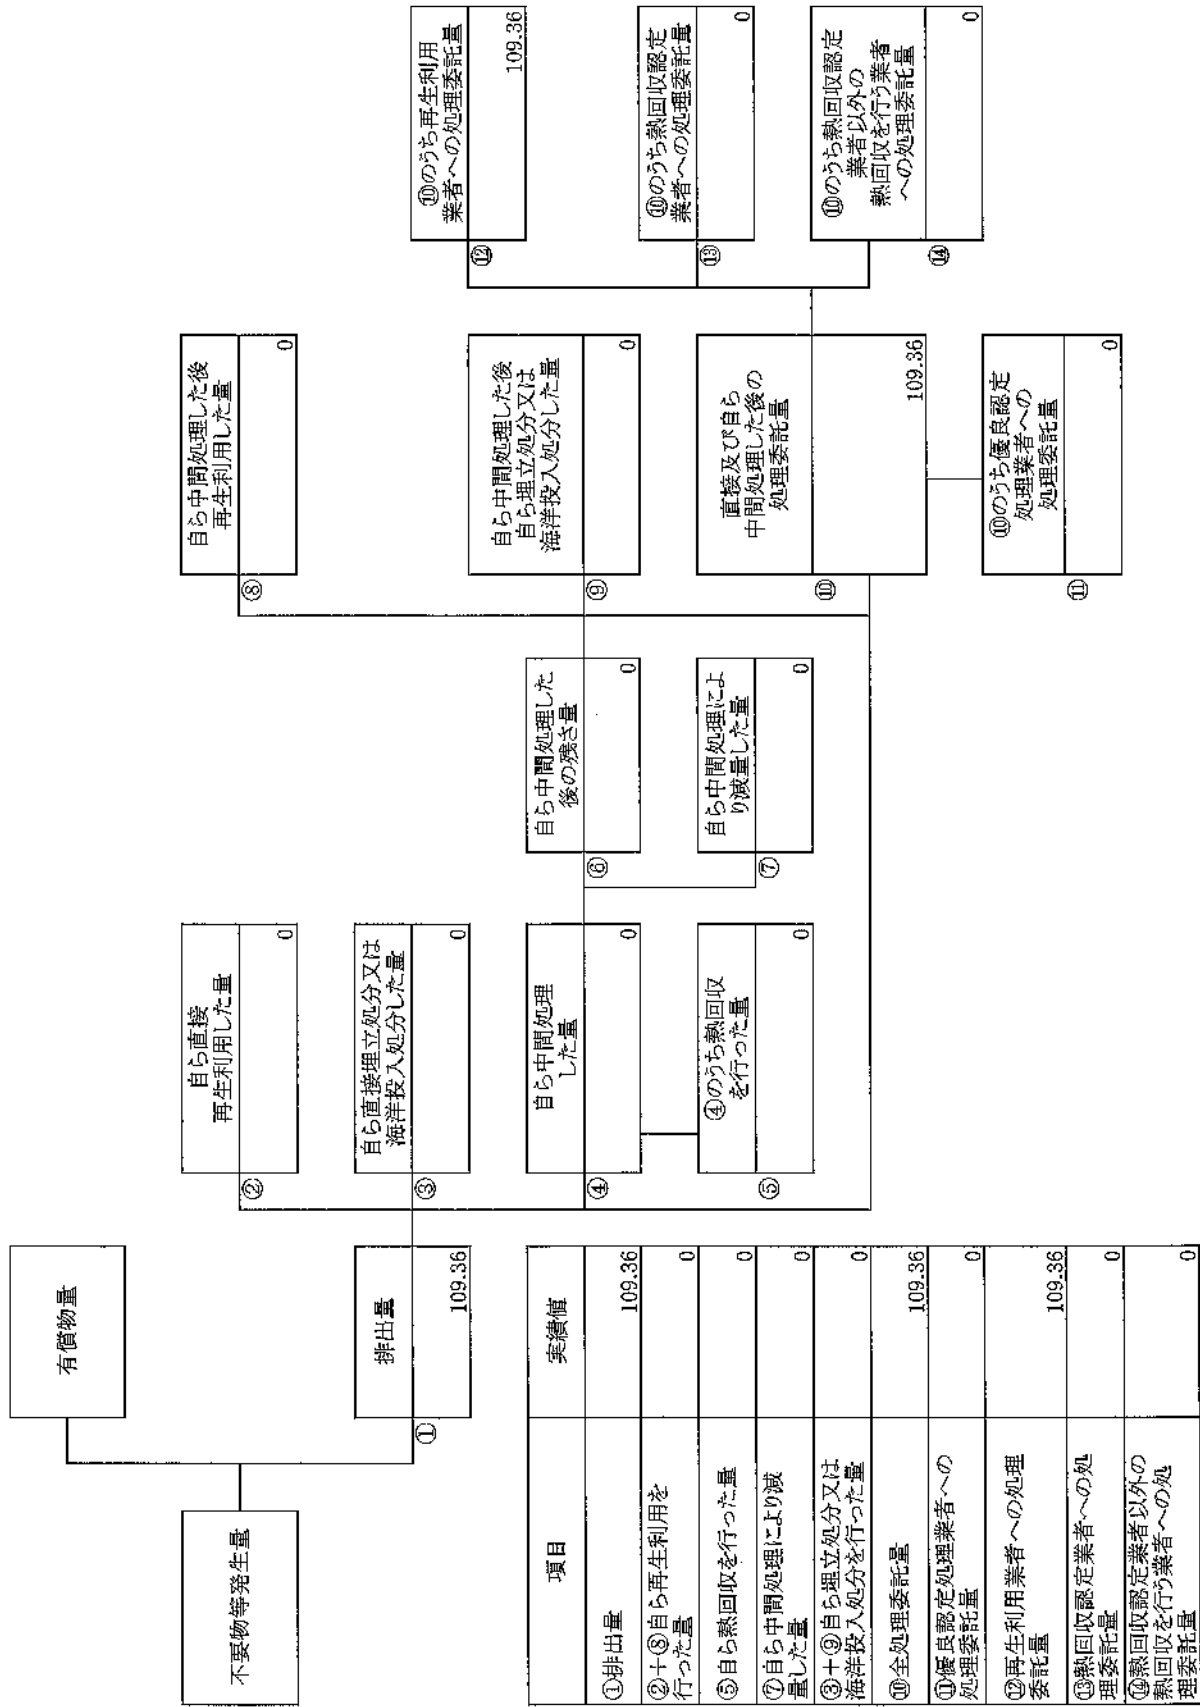 不要物等発生量
有償物量
①
排出量
109.36
②
自ら直接
再生利用した量
0
③
自ら直接埋立処分又は
海洋投入処分した量
0
④
自ら中間処理
した量
0
⑤
④のうち熱回収
を行った量
0
⑥
自ら中間処理した
後の残さ量
0
⑦
自ら中間処理によ
り減量した量
0
⑧
自ら中間処理した後
再生利用した量
0
⑨
自ら中間処理した後
自ら埋立処分又は
海洋投入処分した量
0
⑩
直接及び自ら
中間処理した後の
処理委託量
109.36
⑪
⑩のうち優良認定
処理業者への
処理委託量
0
⑫
⑩のうち再生利用
業者への処理委託量
109.36
⑬
⑩のうち熱回収認定
業者への処理委託量
0
⑭
⑩のうち熱回収認定
業者以外の
熱回収を行う業者
への処理委託量
0
項目 実績値
①排出量 109.36
②+⑧自ら再生利用を
行った量 0
⑤自ら熱回収を行った量 0
⑦自ら中間処理により減
量した量 0
③+⑨自ら埋立処分又は
海洋投入処分を行った量 0
⑩全処理委託量 109.36
⑪優良認定処理業者への
処理委託量 0
⑫再生利用業者への処理
委託量 109.36
⑬熱回収認定業者への処
理委託量 0
⑭熱回収認定業者以外の
熱回収を行う業者への処
理委託量 0